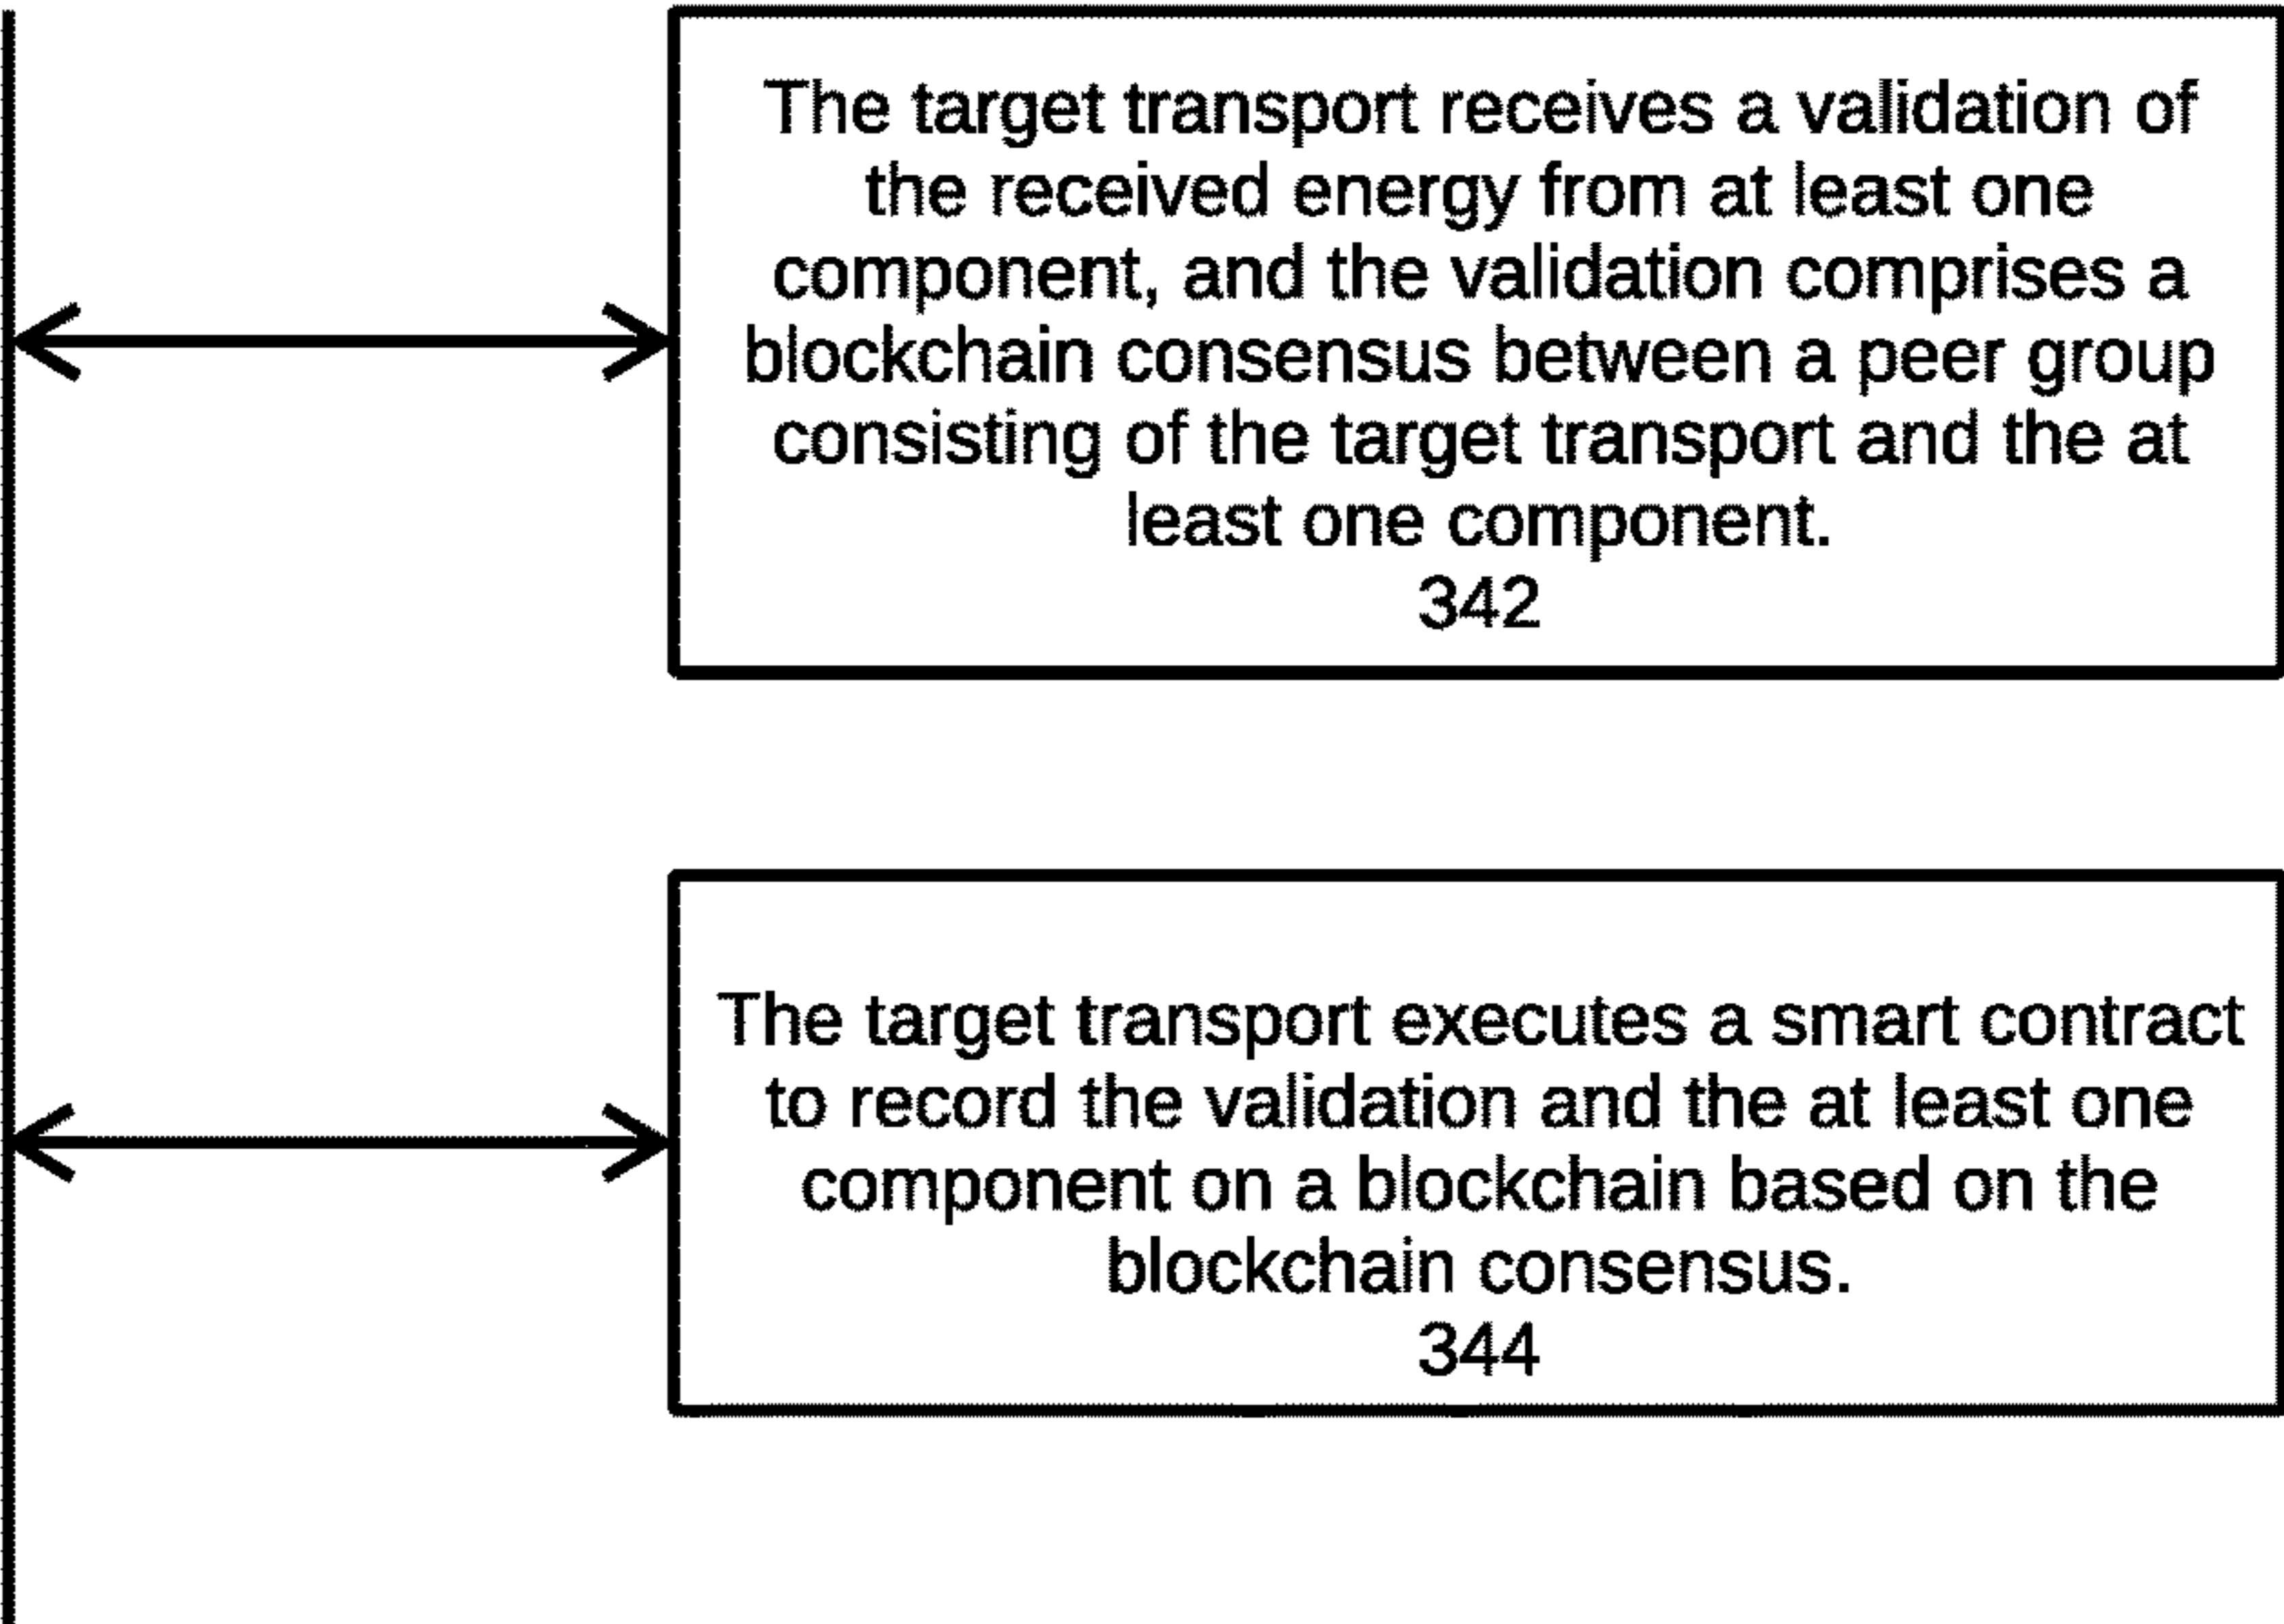 The target transport receives a validation of
the received energy from at least one
component, and the validation comprises a
blockchain consensus between a peer group
consisting of the target transport and the at
least one component.
342
The target transport executes a smart contract
to record the validation and the at least one
component on a blockchain based on the
blockchain consensus.
344